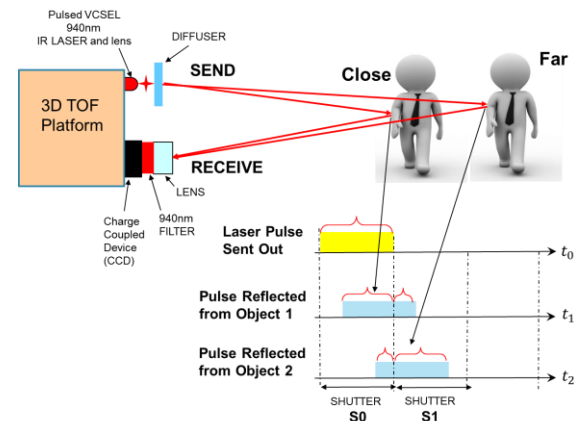 Pulsed VCSEL
940nm
IR LASER and lens
DIFFUSER
SEND
Close
Far
3D TOF
Platform
RECEIVE
LENS
940nm
FILTER
Charge
Coupled
Device
(CCD)
Laser Pulse
Sent Out
t₀
Pulse Reflected
from Object 1
t₁
Pulse Reflected
from Object 2
t₂
SHUTTER
S0
SHUTTER
S1